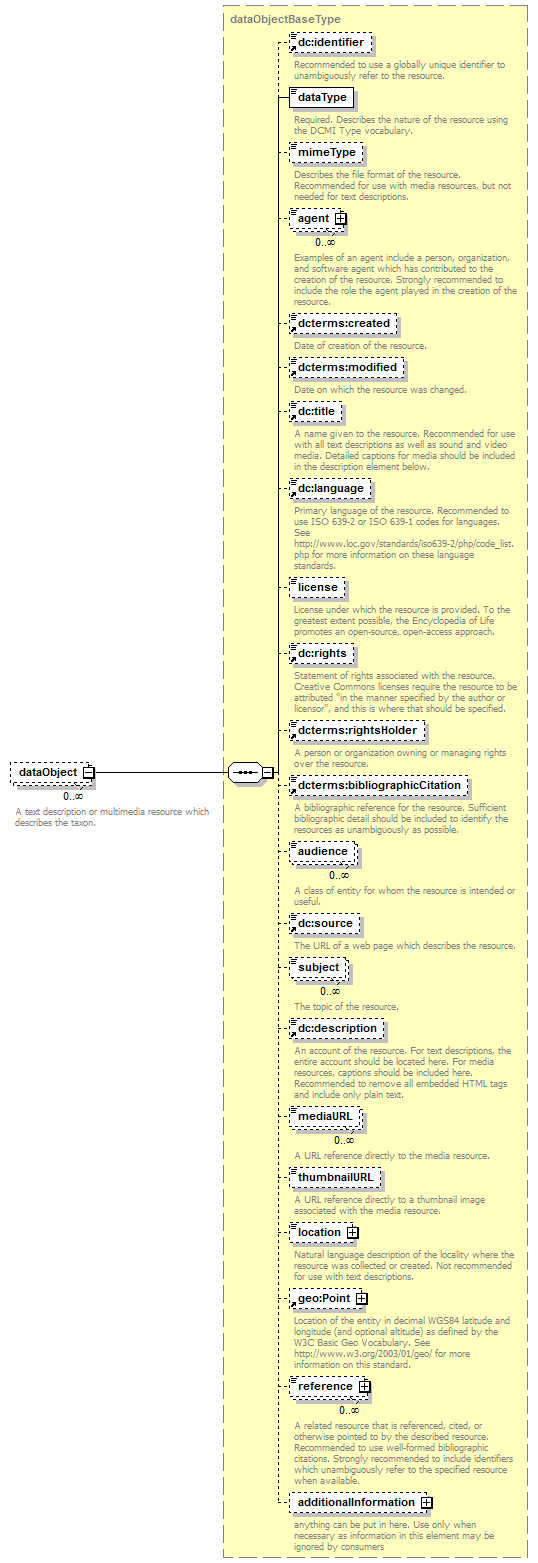 dataObjectBaseType
dc:identifier
Recommended to use a globally unique identifier to
unambiguously refer to the resource.
dataType
Required. Describes the nature of the resource using
the DCMI Type vocabulary.
mimeType
Describes the file format of the resource.
Recommended for use with media resources, but not
needed for text descriptions.
agent
0..∞
Examples of an agent include a person, organization,
and software agent which has contributed to the
creation of the resource. Strongly recommended to
include the role the agent played in the creation of the
resource.
dcterms:created
Date of creation of the resource.
dcterms:modified
Date on which the resource was changed.
dc:title
A name given to the resource. Recommended for use
with all text descriptions as well as sound and video
media. Detailed captions for media should be included
in the description element below.
dc:language
Primary language of the resource. Recommended to
use ISO 639-2 or ISO 639-1 codes for languages.
See
http://www.loc.gov/standards/iso639-2/php/code_list.
php for more information on these language
standards.
license
License under which the resource is provided. To the
greatest extent possible, the Encyclopedia of Life
promotes an open-source, open-access approach.
dc:rights
Statement of rights associated with the resource.
Creative Commons licenses require the resource to be
attributed "in the manner specified by the author or
licensor", and this is where that should be specified.
dcterms:rightsHolder
A person or organization owning or managing rights
over the resource.
dataObject
0..∞
A text description or multimedia resource which
describes the taxon.
dcterms:bibliographicCitation
A bibliographic reference for the resource. Sufficient
bibliographic detail should be included to identify the
resources as unambiguously as possible.
audience
0..∞
A class of entity for whom the resource is intended or
useful.
dc:source
The URL of a web page which describes the resource.
subject
0..∞
The topic of the resource.
dc:description
An account of the resource. For text descriptions, the
entire account should be located here. For media
resources, captions should be included here.
Recommended to remove all embedded HTML tags
and include only plain text.
mediaURL
0..∞
A URL reference directly to the media resource.
thumbnailURL
A URL reference directly to a thumbnail image
associated with the media resource.
location
Natural language description of the locality where the
resource was collected or created. Not recommended
for use with text descriptions.
geo:Point
Location of the entity in decimal WGS84 latitude and
longitude (and optional altitude) as defined by the
W3C Basic Geo Vocabulary. See
http://www.w3.org/2003/01/geo/ for more
information on this standard.
reference
0..∞
A related resource that is referenced, cited, or
otherwise pointed to by the described resource.
Recommended to use well-formed bibliographic
citations. Strongly recommended to include identifiers
which unambiguously refer to the specified resource
when available.
additionalInformation
anything can be put in here. Use only when
necessary as information in this element may be
ignored by consumers